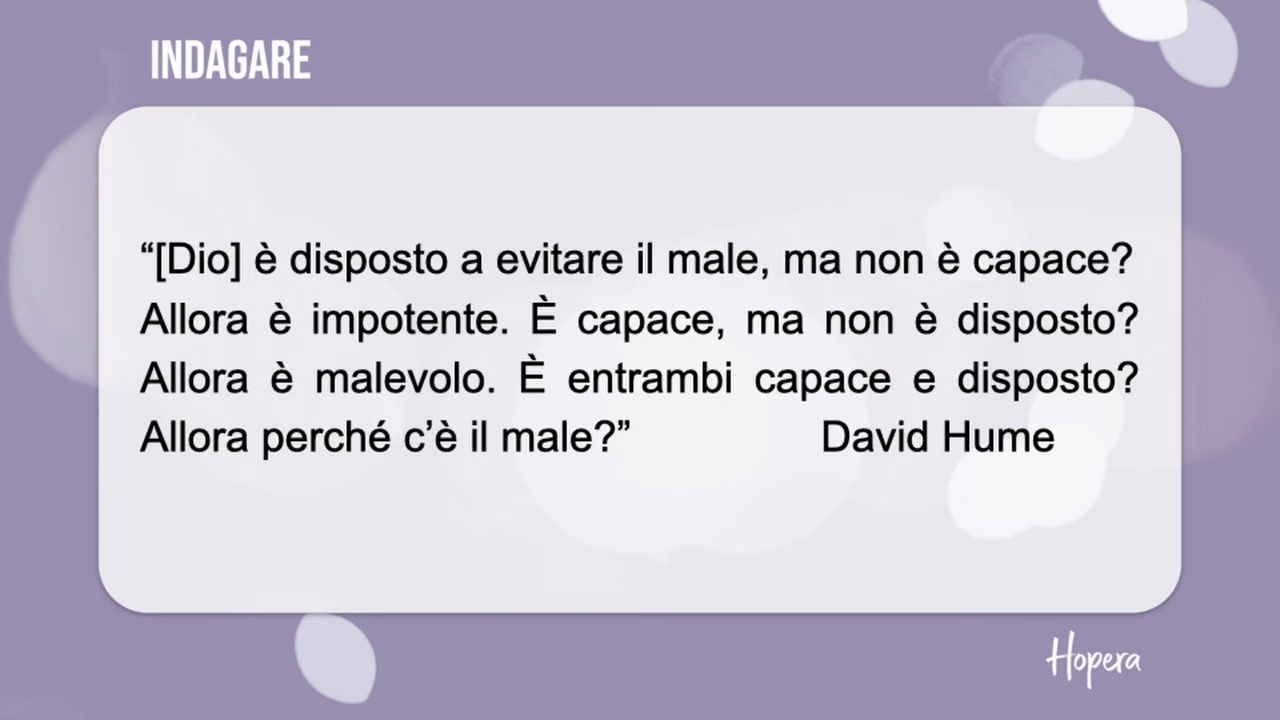 INDAGARE
“[Dio] è disposto a evitare il male, ma non è capace?
Allora è impotente. È capace, ma non è disposto?
Allora è malevolo. È entrambi capace e disposto?
Allora perché c’è il male?” David Hume
Hopera